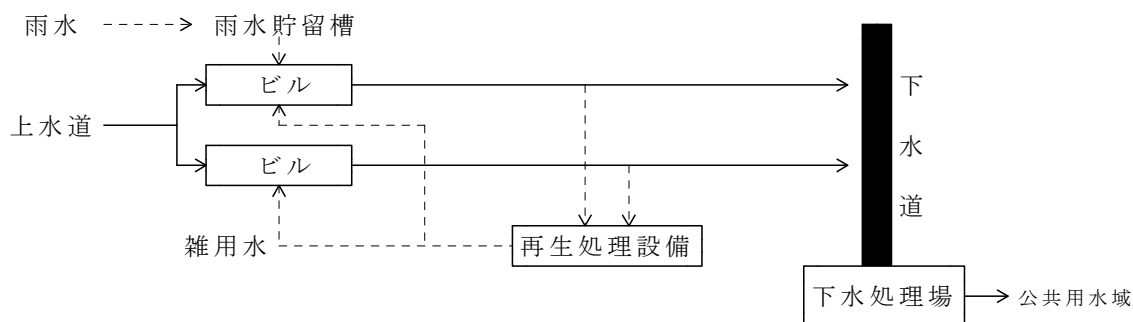 雨水
雨水貯留槽
ビル
上水道
ビル
雑用水
再生処理設備
下水道
下水処理場
公共用水域